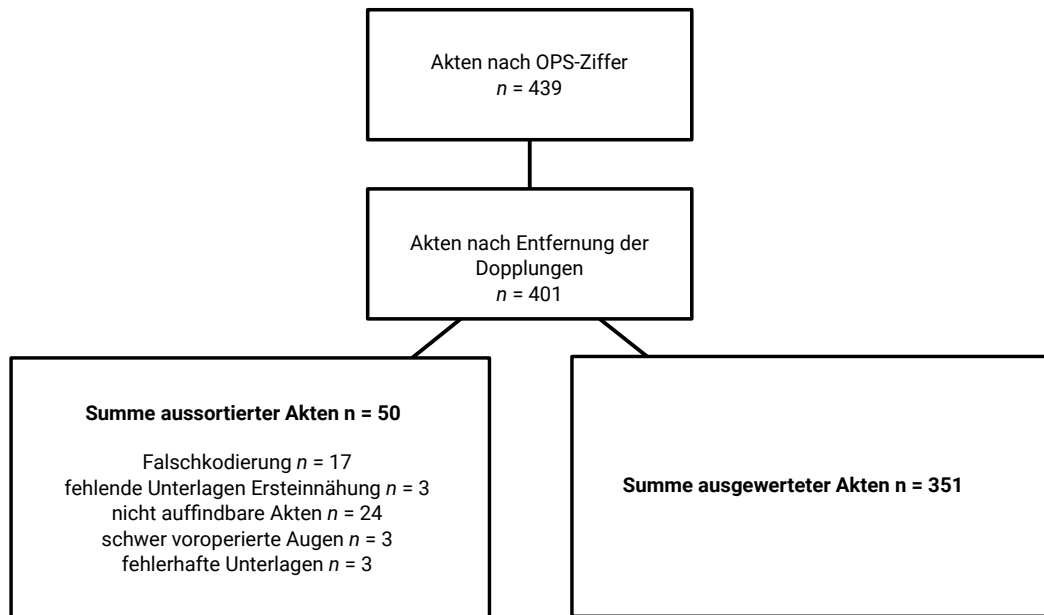 Akten nach OPS-Ziffer
n = 439
Akten nach Entfernung der
Dopplungen
n = 401
Summe aussortierter Akten n = 50
Falschkodierung n = 17
fehlende Unterlagen Ersteinnähung n = 3
nicht auffindbare Akten n = 24
schwer voroperierte Augen n = 3
fehlerhafte Unterlagen n = 3
Summe ausgewerteter Akten n = 351